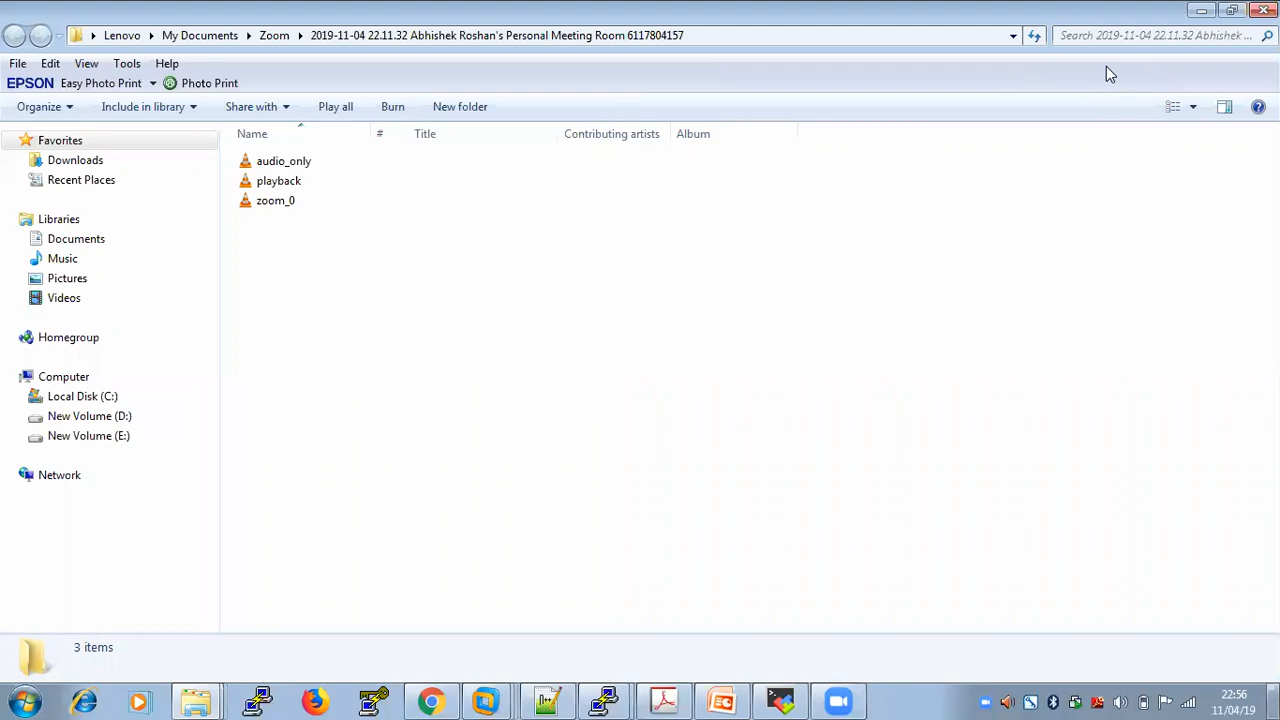 Lenovo My Documents Zoom 2019-11-04 22.11.32 Abhishek Roshan's Personal Meeting Room 6117804157 Search 2019-11-04 22.11.32 Abhishek ...
File Edit View Tools Help
EPSON Easy Photo Print Photo Print
Organize Include in library Share with Play all Burn New folder
Favorites
Downloads
Recent Places
Libraries
Documents
Music
Pictures
Videos
Homegroup
Computer
Local Disk (C:)
New Volume (D:)
New Volume (E:)
Network
Name # Title Contributing artists Album
audio_only
playback
zoom_0
3 items
22:56
11/04/19